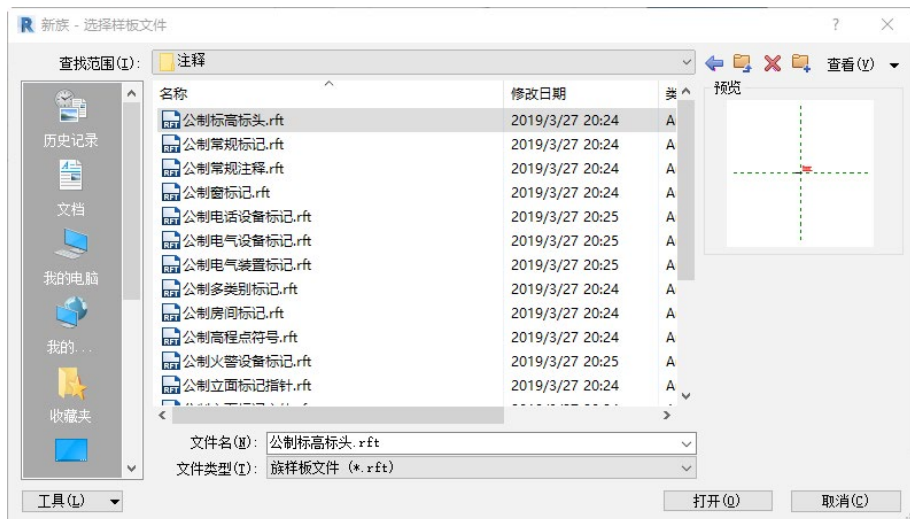 新族 - 选择样板文件
查找范围(I): 注释 查看(V)
名称 修改日期 类
预览
公制标高标头.rft 2019/3/27 20:24 A
公制常规标记.rft 2019/3/27 20:24 A
公制常规注释.rft 2019/3/27 20:24 A
公制窗标记.rft 2019/3/27 20:24 A
公制电话设备标记.rft 2019/3/27 20:25 A
公制电气设备标记.rft 2019/3/27 20:25 A
公制电气装置标记.rft 2019/3/27 20:25 A
公制多类别标记.rft 2019/3/27 20:24 A
公制房间标记.rft 2019/3/27 20:24 A
公制高程点符号.rft 2019/3/27 20:24 A
公制火警设备标记.rft 2019/3/27 20:25 A
公制立面标记指针.rft 2019/3/27 20:24 A
历史记录
文档
我的电脑
我的...
收藏夹
文件名(N): 公制标高标头.rft
文件类型(T): 族样板文件 (*.rft)
工具(L) 打开(O) 取消(C)